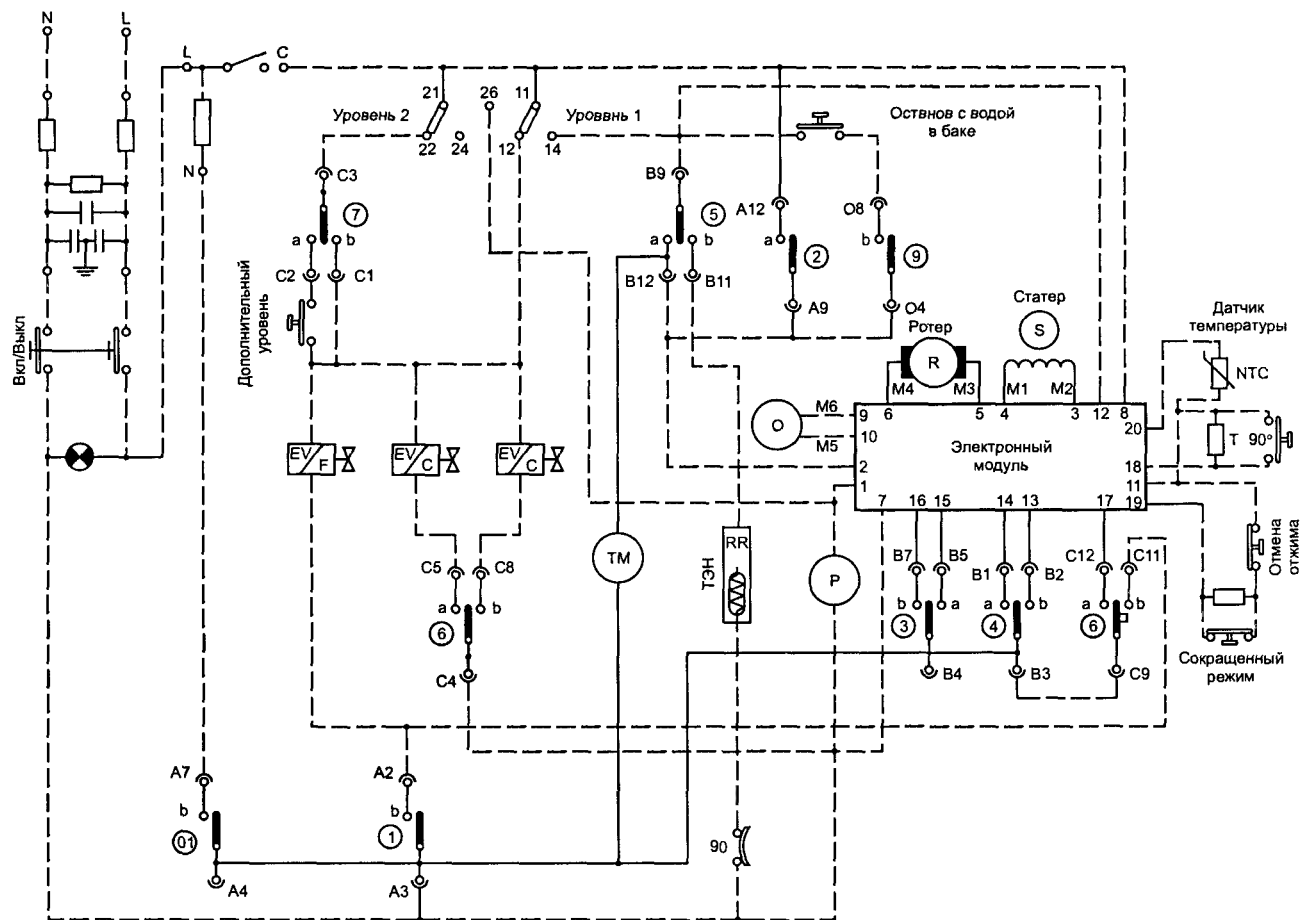 N L
L C
21 26 11
Уровень 2
Уроввнь 1
22 24 12 14
Оствнов с водой
в баке
N
C3
B9
A12
O8
7
5
2
9
a b
a b
a
b
C2 C1
B12 B11
A9
O4
Вкл/Выкл
Дополнительный
уровень
Ротер
R
Статер
S
Датчик
температуры
NTC
M4 M3 M1 M2
6 5 4 3 12 8
20
O
M6 9
M5 10
Электронный
модуль
T 90°
2
1
18
11
19
EV F
EV C
EV C
7 16 15 14 13 17
C5 C8
TM
ТЭН
RR
P
B7 B5 B1 B2 C12 C11
Отмена
отжима
a b
6
b a
3
a b
4
a b
6
C4
B4
B3
C9
Сокращенный
режим
A7
A2
b
01
b
1
90
A4
A3